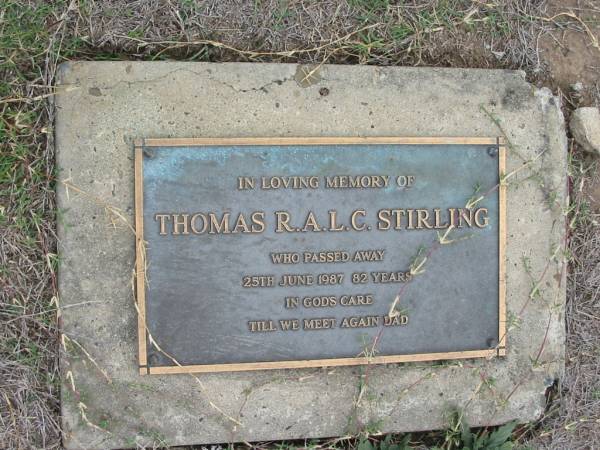 IN LOVING MEMORY OF
THOMAS R.A.L.C. STIRLING
WHO PASSED AWAY
25TH JUNE 1987 82 YEARS
IN GODS CARE
TILL WE MEET AGAIN DAD